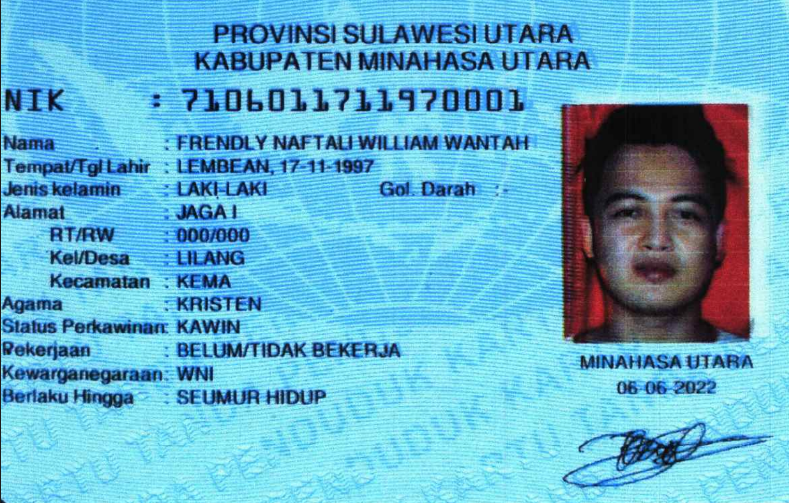 PROVINSI SULAWESI UTARA
KABUPATEN MINAHASA UTARA
NIK : 7106011711970001
Nama : FRENDLY NAFTALI WILLIAM WANTAH
Tempat/Tgl Lahir : LEMBEAN, 17-11-1997
Jenis kelamin : LAKI-LAKI Gol. Darah :-
Alamat : JAGA I
RT/RW : 000/000
Kel/Desa : LILANG
Kecamatan : KEMA
Agama : KRISTEN
Status Perkawinan: KAWIN
Pekerjaan : BELUM/TIDAK BEKERJA
Kewarganegaraan: WNI
Berlaku Hingga : SEUMUR HIDUP
MINAHASA UTARA
06-06-2022